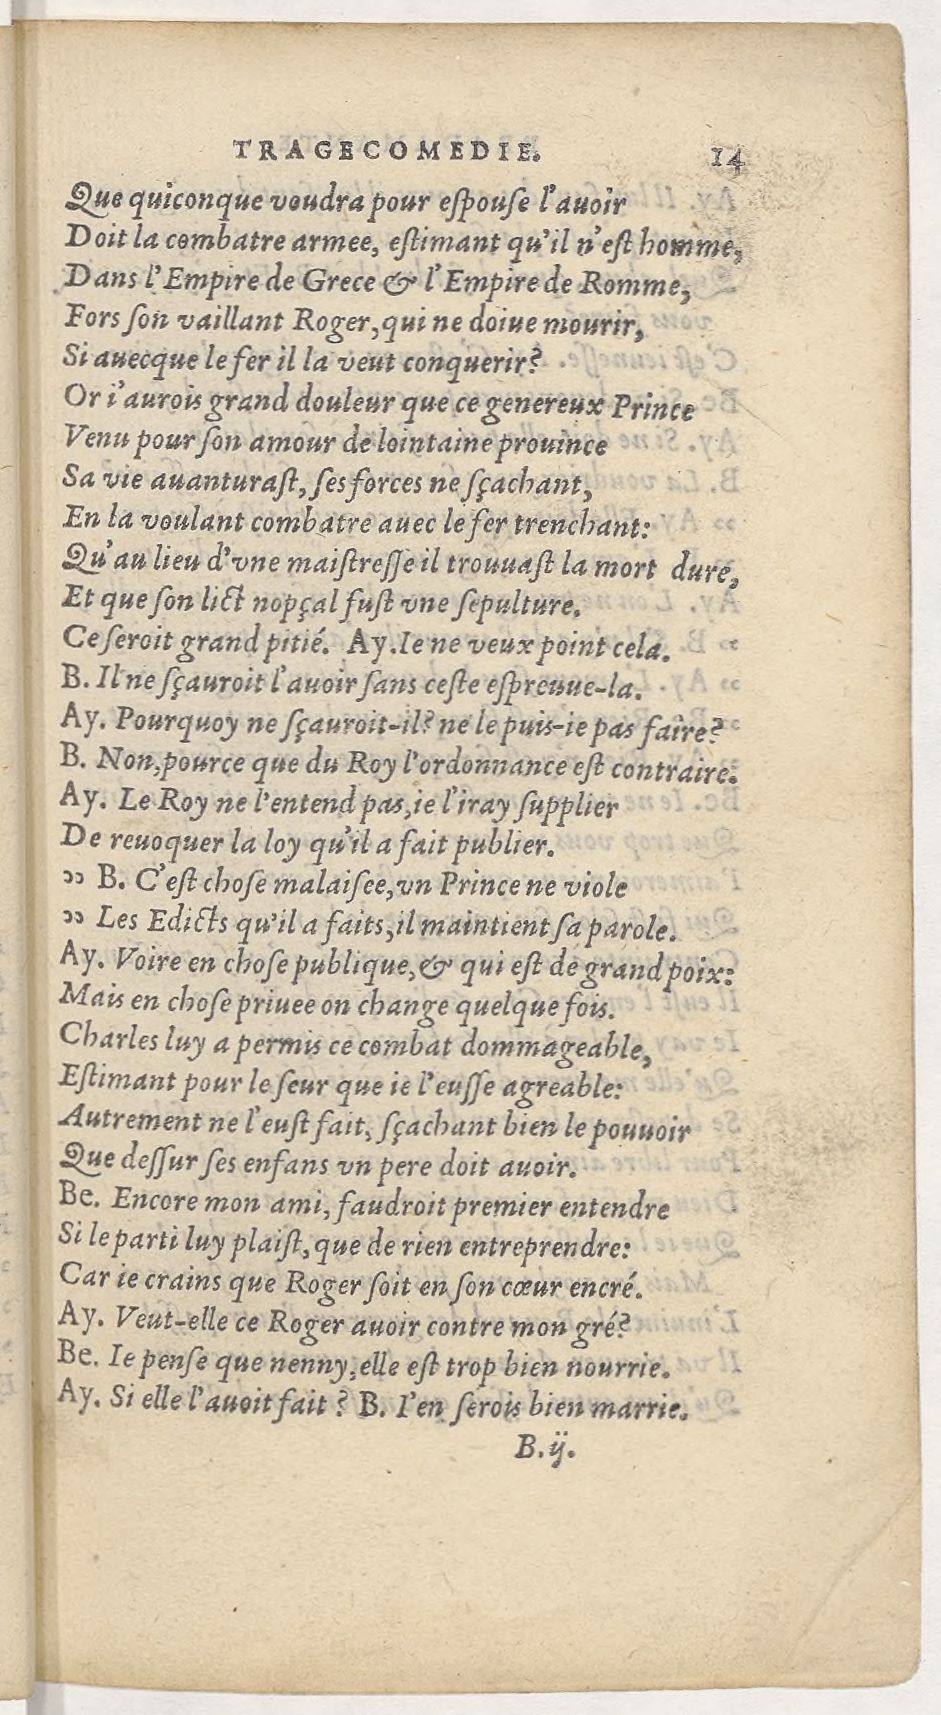 TRAGECOMEDIE. 14
Que quiconque voudra pour eſpouſe l'auoir
Doit la combatre armee, eſtimant qu'il n'eſt homme,
Dans l'Empire de Grece & l'Empire de Romme,
Fors ſon vaillant Roger, qui ne doiue mourir,
Si auecque le fer il la veut conquerir?
Or i'aurois grand douleur que ce genereux Prince
Venu pour ſon amour de lointaine prouince
Sa vie auanturaſt, ſes forces ne ſçachant,
En la voulant combatre auec le fer trenchant:
Qu'au lieu d'vne maiſtreſſe il trouuaſt la mort dure,
Et que ſon lict nopçal fuſt vne ſepulture.
Ce ſeroit grand pitié. Ay. Ie ne veux point cela.
B. Il ne ſçauroit l'auoir ſans ceſte eſpreuue-la.
Ay. Pourquoy ne ſçauroit-il? ne le puis-ie pas faire?
B. Non, pource que du Roy l'ordonnance eſt contraire.
Ay. Le Roy ne l'entend pas, ie l'iray ſupplier
De reuoquer la loy qu'il a fait publier.
ɔɔ B. C'eſt choſe malaiſee, vn Prince ne viole
ɔɔ Les Edicts qu'il a faits, il maintient ſa parole.
Ay. Voire en choſe publique, & qui eſt de grand poix:
Mais en choſe priuee on change quelque fois.
Charles luy a permis ce combat dommageable,
Eſtimant pour le ſeur que ie l'euſſe agreable:
Autrement ne l'euſt fait, ſçachant bien le pouuoir
Que deſſur ſes enfans vn pere doit auoir.
Be. Encore mon ami, faudroit premier entendre
Si le parti luy plaiſt, que de rien entreprendre:
Car ie crains que Roger ſoit en ſon cœur encré.
Ay. Veut-elle ce Roger auoir contre mon gré?
Be. Ie penſe que nenny, elle eſt trop bien nourrie.
Ay. Si elle l'auoit fait? B. I'en ſerois bien marrie.
B. ij.